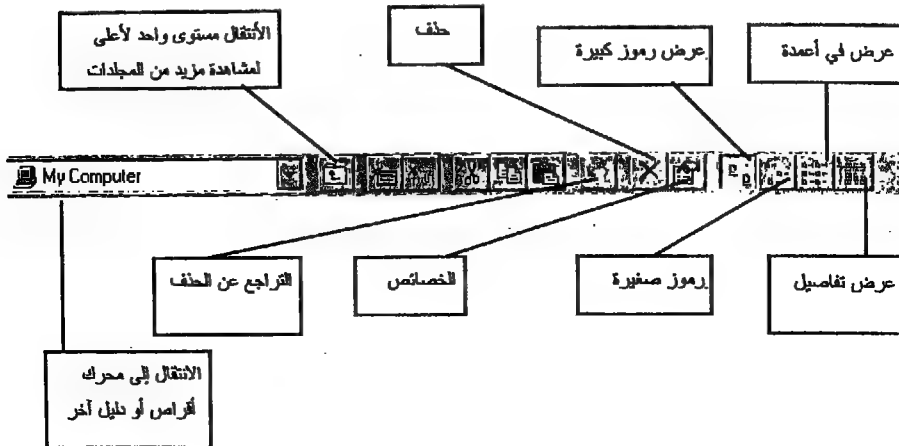 الأنتقال مستوى واحد لأعلى
لمشاهدة مزيد من المجلدات
حذف
عرض رموز كبيرة
عرض في أعمدة
My Computer
التراجع عن الحذف
الخصائص
رموز صغيرة
عرض تفاصيل
الانتقال إلى محرك
أقراص أو دليل آخر